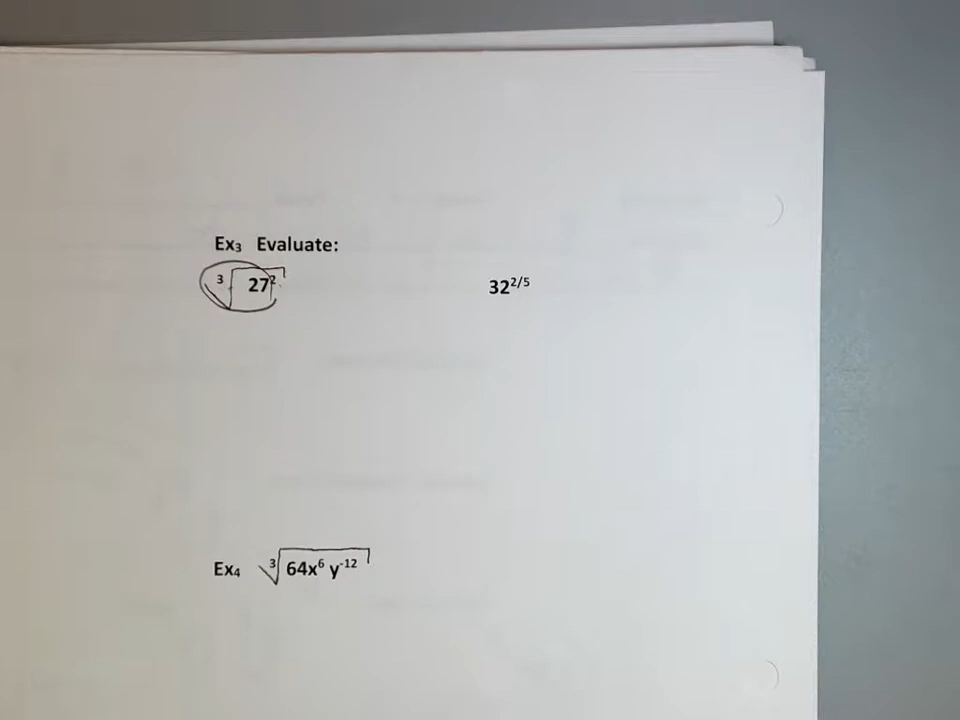 Ex₃ Evaluate:
∛27² 32^2/5
Ex₄ ∛64x⁶ y⁻¹²